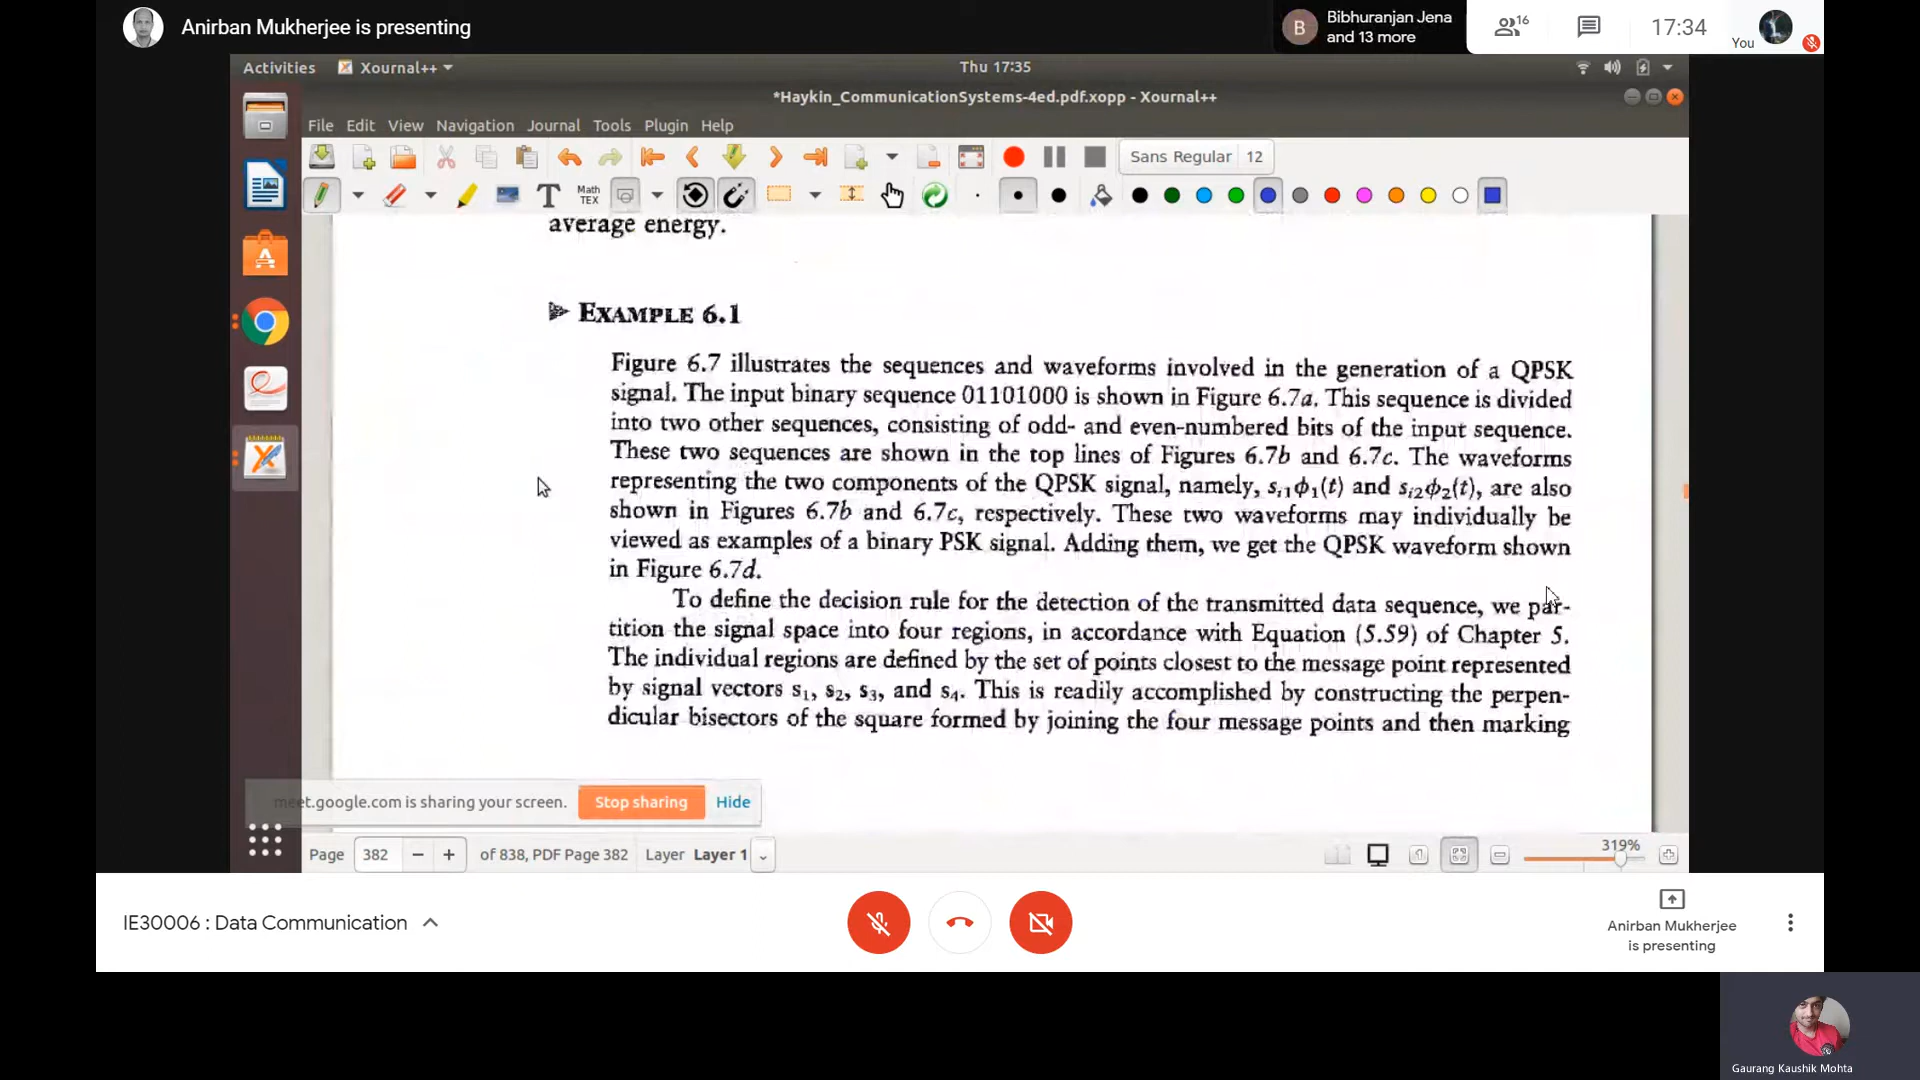 Anirban Mukherjee is presenting
B
Bibhuranjan Jena
and 13 more
16
17:34
You
Activities
Xournal++
Thu 17:35
*Haykin_CommunicationSystems-4ed.pdf.xopp - Xournal++
File Edit View Navigation Journal Tools Plugin Help
Sans Regular 12
T
Math
TEX
average energy.
EXAMPLE 6.1
Figure 6.7 illustrates the sequences and waveforms involved in the generation of a QPSK
signal. The input binary sequence 01101000 is shown in Figure 6.7a. This sequence is divided
into two other sequences, consisting of odd- and even-numbered bits of the input sequence.
These two sequences are shown in the top lines of Figures 6.7b and 6.7c. The waveforms
representing the two components of the QPSK signal, namely, si1ϕ1(t) and si2ϕ2(t), are also
shown in Figures 6.7b and 6.7c, respectively. These two waveforms may individually be
viewed as examples of a binary PSK signal. Adding them, we get the QPSK waveform shown
in Figure 6.7d.
To define the decision rule for the detection of the transmitted data sequence, we par-
tition the signal space into four regions, in accordance with Equation (5.59) of Chapter 5.
The individual regions are defined by the set of points closest to the message point represented
by signal vectors s1, s2, s3, and s4. This is readily accomplished by constructing the perpen-
dicular bisectors of the square formed by joining the four message points and then marking
meet.google.com is sharing your screen. Stop sharing Hide
Page 382 − + of 838, PDF Page 382 Layer Layer 1
319%
IE30006 : Data Communication
Anirban Mukherjee
is presenting
Gaurang Kaushik Mohta